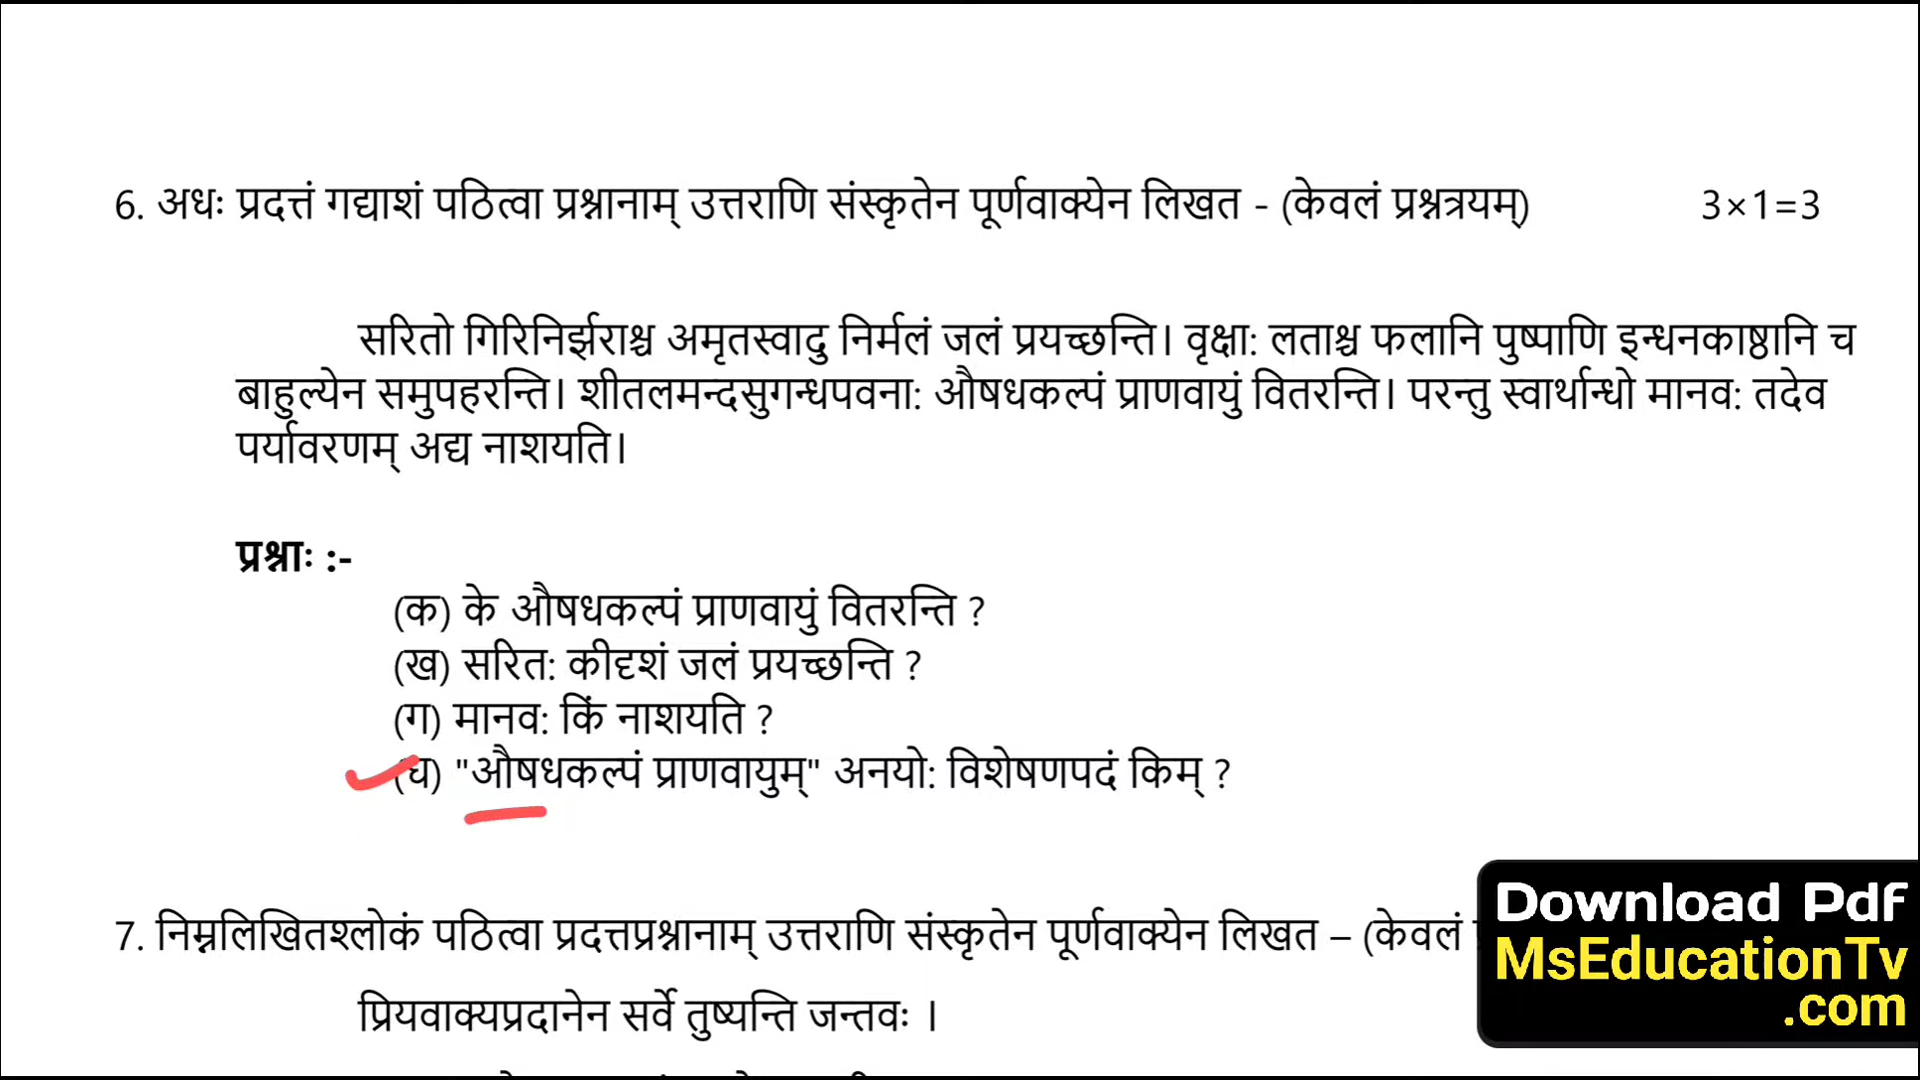 6. अधः प्रदत्तं गद्याशं पठित्वा प्रश्नानाम् उत्तराणि संस्कृतेन पूर्णवाक्येन लिखत - (केवलं प्रश्नत्रयम्) 3×1=3
सरितो गिरिनिर्झराश्च अमृतस्वादु निर्मलं जलं प्रयच्छन्ति। वृक्षा: लताश्च फलानि पुष्पाणि इन्धनकाष्ठानि च
बाहुल्येन समुपहरन्ति। शीतलमन्दसुगन्धपवना: औषधकल्पं प्राणवायुं वितरन्ति। परन्तु स्वार्थान्धो मानव: तदेव
पर्यावरणम् अद्य नाशयति।
प्रश्नाः :-
(क) के औषधकल्पं प्राणवायुं वितरन्ति ?
(ख) सरित: कीदृशं जलं प्रयच्छन्ति ?
(ग) मानव: किं नाशयति ?
(घ) "औषधकल्पं प्राणवायुम्" अनयो: विशेषणपदं किम् ?
7. निम्नलिखितश्लोकं पठित्वा प्रदत्तप्रश्नानाम् उत्तराणि संस्कृतेन पूर्णवाक्येन लिखत – (केवलं
प्रियवाक्यप्रदानेन सर्वे तुष्यन्ति जन्तवः ।
Download Pdf
MsEducationTv
.com